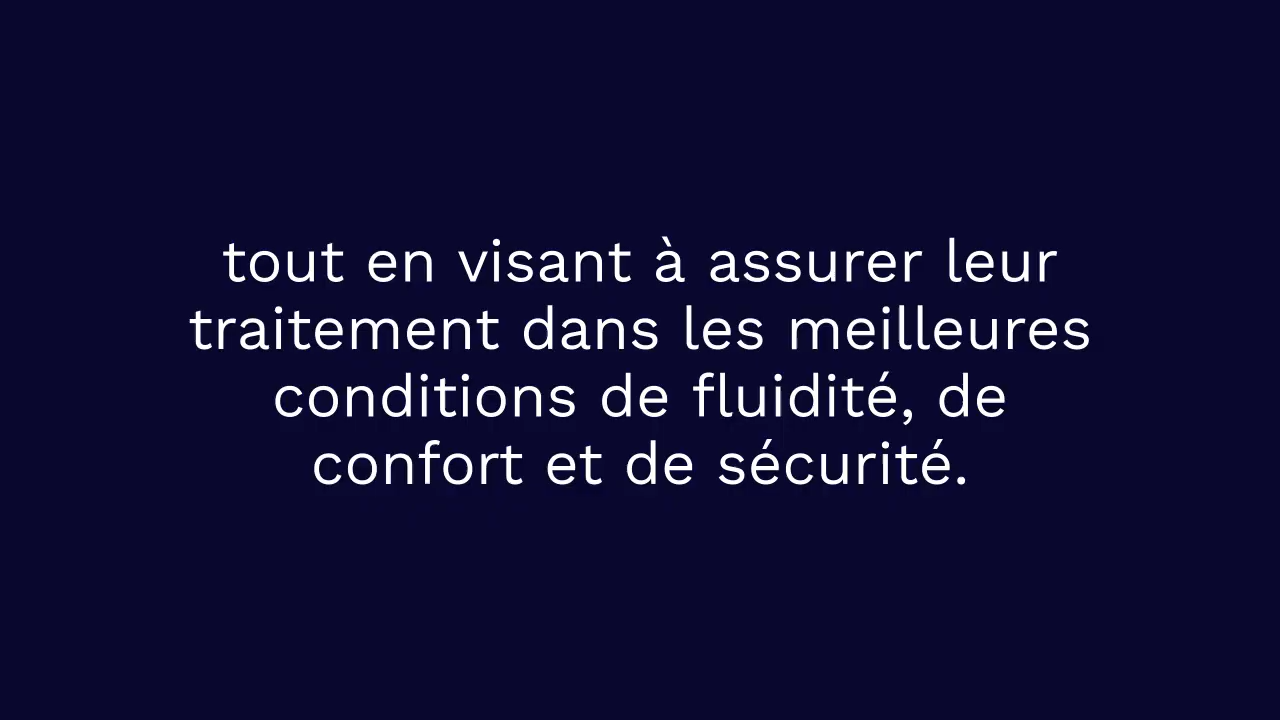 tout en visant à assurer leur
traitement dans les meilleures
conditions de fluidité, de
confort et de sécurité.